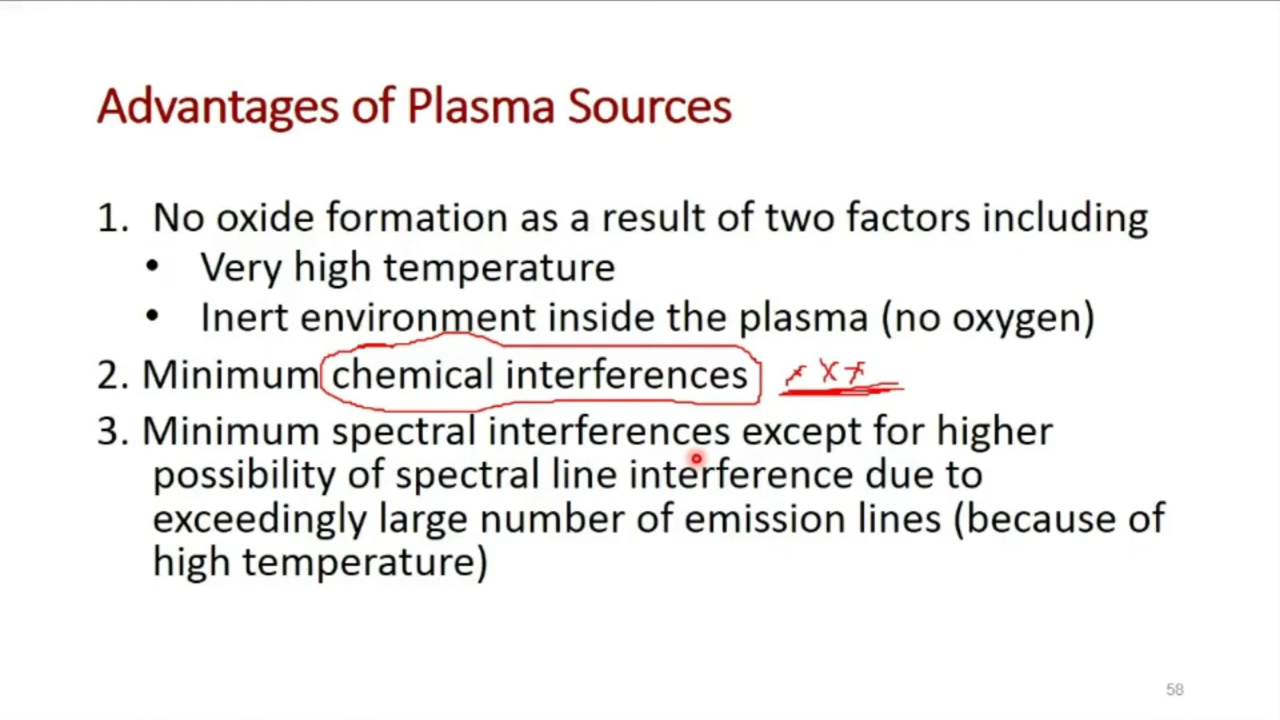 Advantages of Plasma Sources
1. No oxide formation as a result of two factors including
• Very high temperature
• Inert environment inside the plasma (no oxygen)
2. Minimum chemical interferences
3. Minimum spectral interferences except for higher
possibility of spectral line interference due to
exceedingly large number of emission lines (because of
high temperature)
58